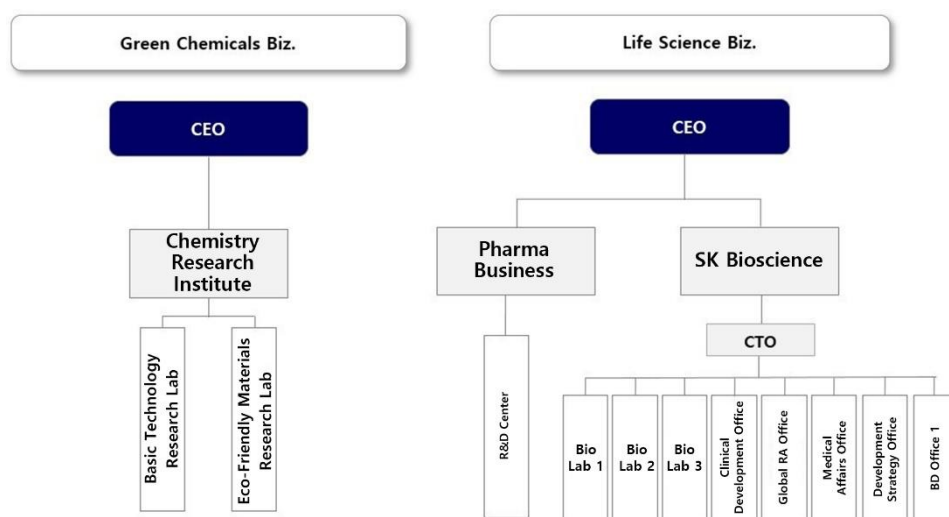 Green Chemicals Biz.
Life Science Biz.
CEO
CEO
Chemistry
Research
Institute
Pharma
Business
SK Bioscience
CTO
Basic Technology
Research Lab
Eco-Friendly Materials
Research Lab
R&D Center
Bio
Lab 1
Bio
Lab 2
Bio
Lab 3
Clinical
Development Office
Global RA Office
Medical
Affairs Office
Development
Strategy Office
BD Office 1